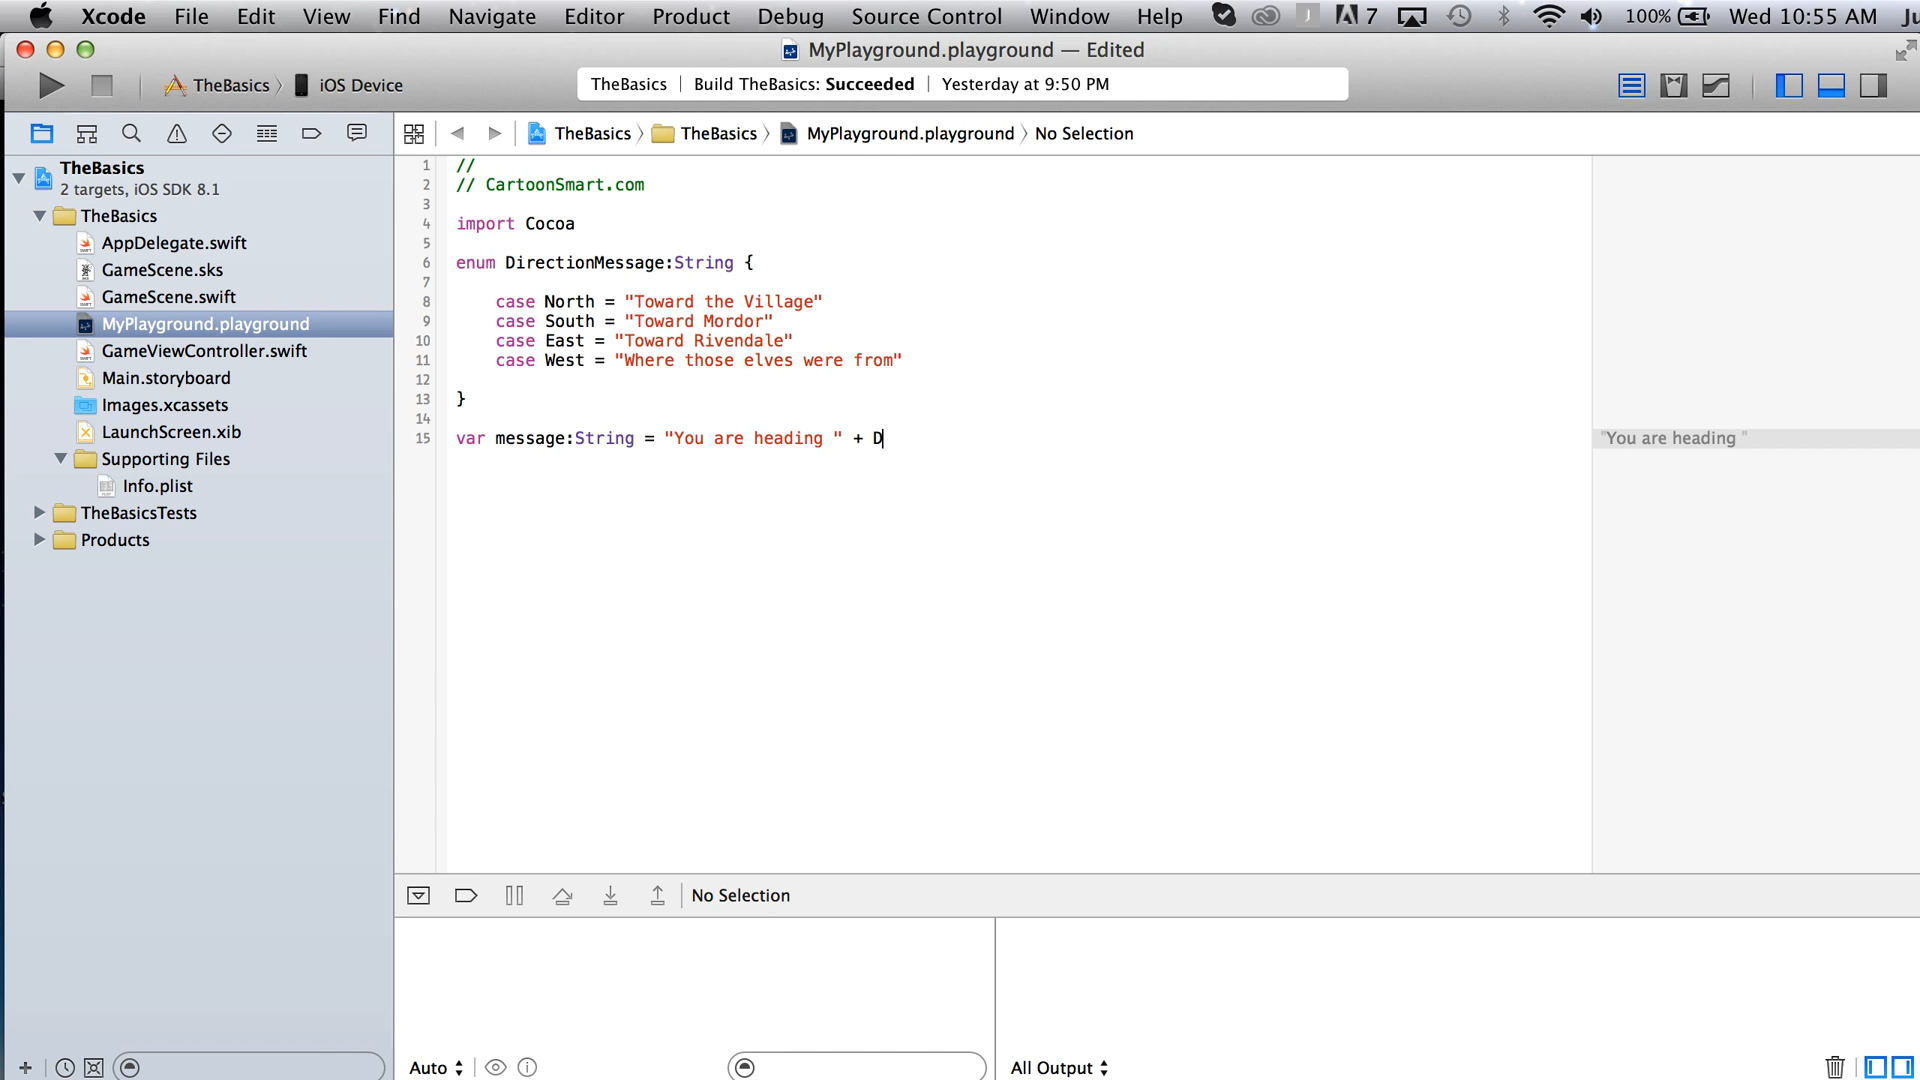 Xcode File Edit View Find Navigate Editor Product Debug Source Control Window Help 7 100% Wed 10:55 AM Ju
MyPlayground.playground — Edited
TheBasics iOS Device
TheBasics Build TheBasics: Succeeded Yesterday at 9:50 PM
TheBasics TheBasics MyPlayground.playground No Selection
TheBasics
2 targets, iOS SDK 8.1
TheBasics
AppDelegate.swift
GameScene.sks
GameScene.swift
MyPlayground.playground
GameViewController.swift
Main.storyboard
Images.xcassets
LaunchScreen.xib
Supporting Files
Info.plist
TheBasicsTests
Products
1 //
2 // CartoonSmart.com
3
4 import Cocoa
5
6 enum DirectionMessage:String {
7
8 case North = "Toward the Village"
9 case South = "Toward Mordor"
10 case East = "Toward Rivendale"
11 case West = "Where those elves were from"
12
13 }
14
15 var message:String = "You are heading " + D
"You are heading "
No Selection
Auto
All Output